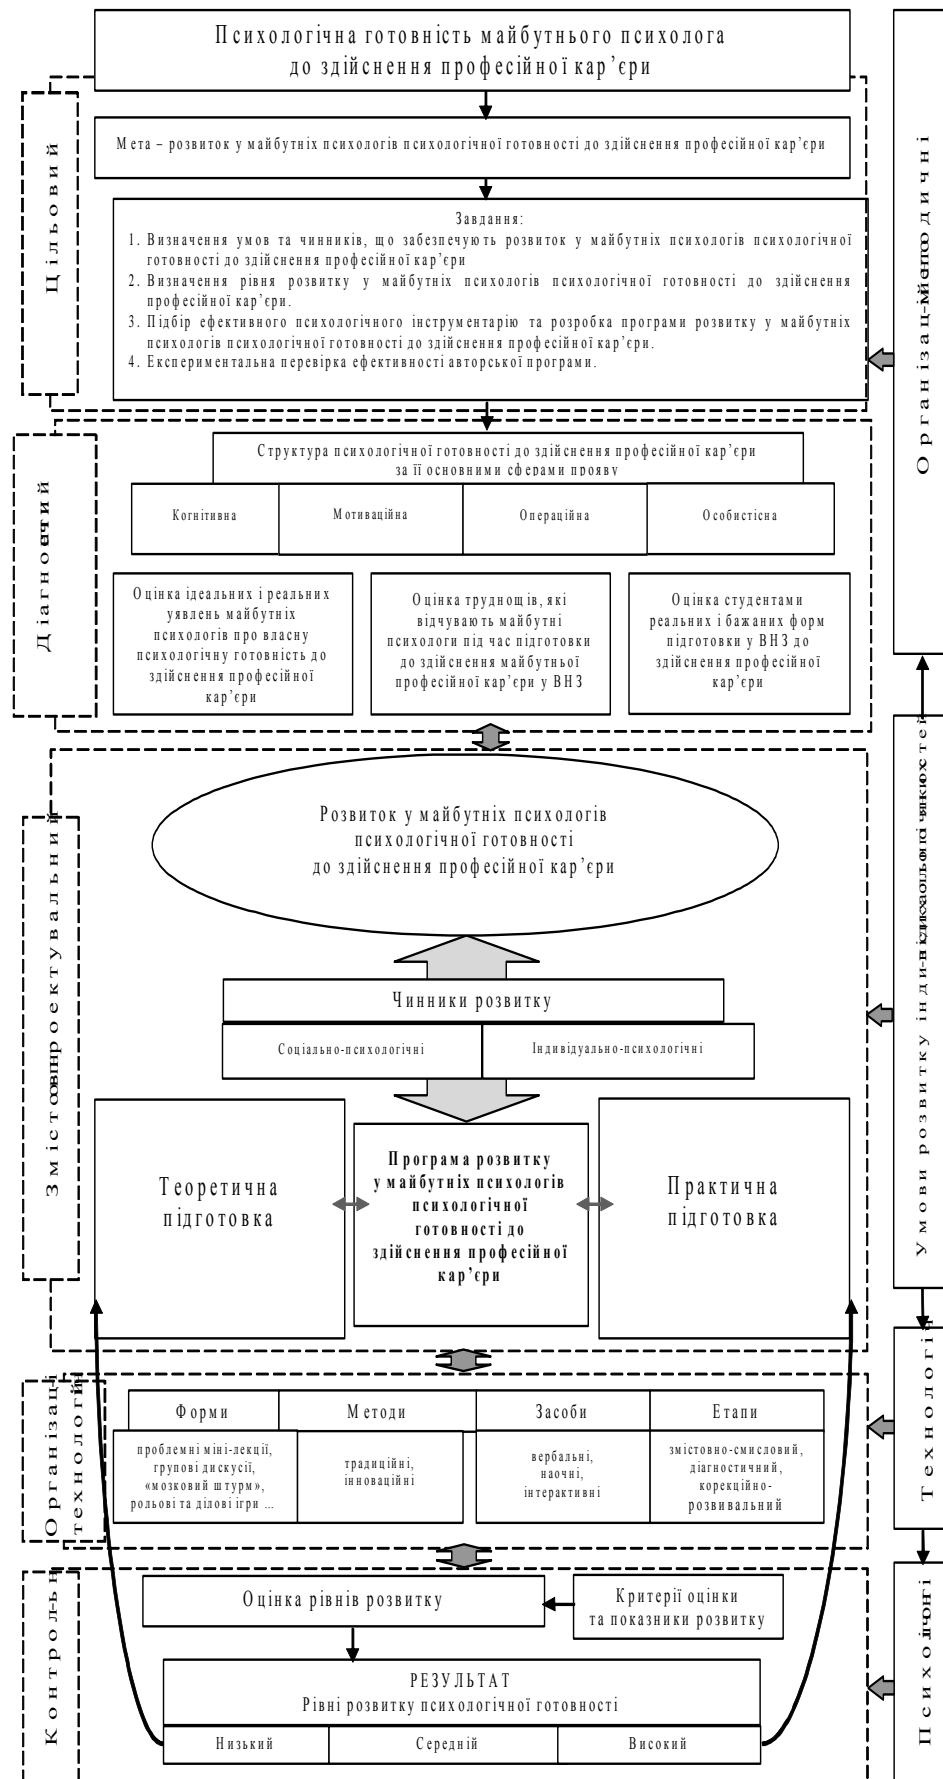 Психологічна готовність майбутнього психолога
до здійснення професійної кар’єри
Цільовий
Мета – розвиток у майбутніх психологів психологічної готовності до здійснення професійної кар’єри
Завдання:
1. Визначення умов та чинників, що забезпечують розвиток у майбутніх психологів психологічної
готовності до здійснення професійної кар’єри
2. Визначення рівня розвитку у майбутніх психологів психологічної готовності до здійснення
професійної кар’єри.
3. Підбір ефективного психологічного інструментарію та розробка програми розвитку у майбутніх
психологів психологічної готовності до здійснення професійної кар’єри.
4. Експериментальна перевірка ефективності авторської програми.
Структура психологічної готовності до здійснення професійної кар’єри
за її основними сферами прояву
Когнітивна
Мотиваційна
Операційна
Особистісна
Оцінка ідеальних і реальних
уявлень майбутніх
психологів про власну
психологічну готовність до
здійснення професійної
кар’єри
Оцінка труднощів, які
відчувають майбутні
психологи під час підготовки
до здійснення майбутньої
професійної кар’єри у ВНЗ
Оцінка студентами
реальних і бажаних форм
підготовки у ВНЗ до
здійснення професійної
кар’єри
Розвиток у майбутніх психологів
психологічної готовності
до здійснення професійної кар’єри
Чинники розвитку
Соціально-психологічні
Індивідуально-психологічні
Теоретична
підготовка
Програма розвитку
у майбутніх психологів
психологічної
готовності до
здійснення професійної
кар’єри
Практична
підготовка
Умови розвитку
Форми
Методи
Засоби
Етапи
проблемні міні-лекції,
групові дискусії,
«мозковий штурм»,
рольові та ділові ігри ...
традиційні,
інноваційні
вербальні,
наочні,
інтерактивні
змістовно-смисловий,
діагностичний,
корекційно-
розвивальний
Оцінка рівнів розвитку
Критерії оцінки
та показники розвитку
РЕЗУЛЬТАТ
Рівні розвитку психологічної готовності
Низький
Середній
Високий